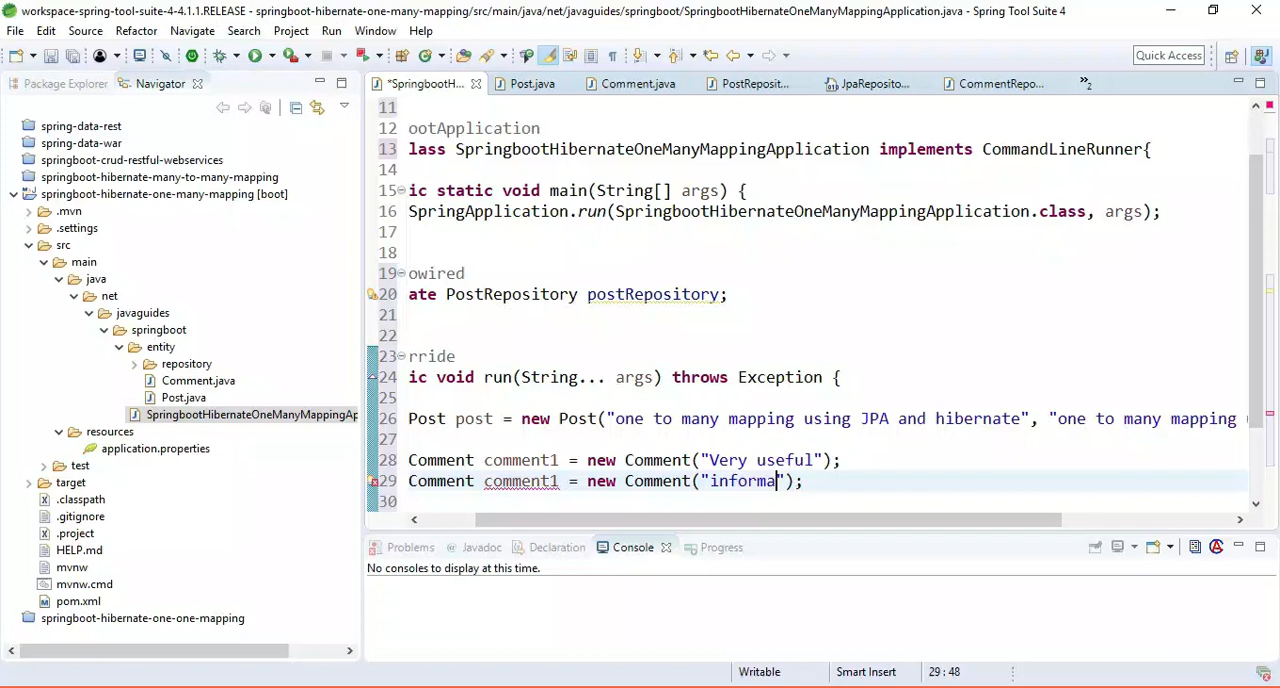 workspace-spring-tool-suite-4-4.1.1.RELEASE - springboot-hibernate-one-many-mapping/src/main/java/net/javaguides/springboot/SpringbootHibernateOneManyMappingApplication.java - Spring Tool Suite 4
File Edit Source Refactor Navigate Search Project Run Window Help
Quick Access
Package Explorer Navigator
*SpringbootH... Post.java Comment.java PostReposit... JpaReposito... CommentRepo... »2
spring-data-rest
spring-data-war
springboot-crud-restful-webservices
springboot-hibernate-many-to-many-mapping
springboot-hibernate-one-many-mapping [boot]
.mvn
.settings
src
main
java
net
javaguides
springboot
entity
repository
Comment.java
Post.java
SpringbootHibernateOneManyMappingAp
resources
application.properties
test
target
.classpath
.gitignore
.project
HELP.md
mvnw
mvnw.cmd
pom.xml
springboot-hibernate-one-one-mapping
11
12 ootApplication
13 lass SpringbootHibernateOneManyMappingApplication implements CommandLineRunner{
14
15 ic static void main(String[] args) {
16 SpringApplication.run(SpringbootHibernateOneManyMappingApplication.class, args);
17
18
19 owired
20 ate PostRepository postRepository;
21
22
23 rride
24 ic void run(String... args) throws Exception {
25
26 Post post = new Post("one to many mapping using JPA and hibernate", "one to many mapping
27
28 Comment comment1 = new Comment("Very useful");
29 Comment comment1 = new Comment("informa");
30
Problems Javadoc Declaration Console Progress
No consoles to display at this time.
Writable Smart Insert 29 : 48